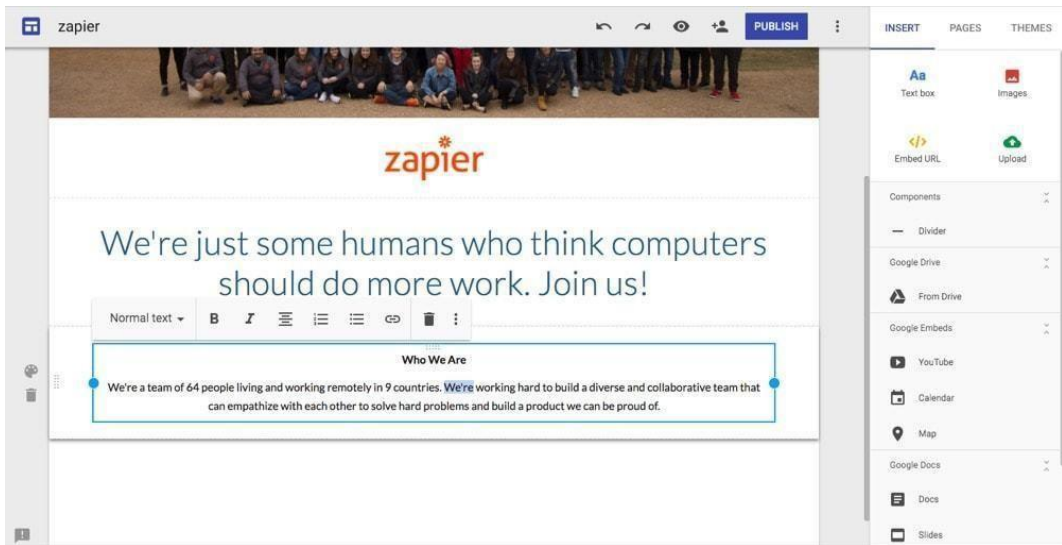 zapier
PUBLISH
INSERT
PAGES
THEMES
Aa
Text box
Images
</>
Embed URL
Upload
Components
Divider
Google Drive
From Drive
Google Embeds
YouTube
Calendar
Map
Google Docs
Docs
Slides
zapier
We're just some humans who think computers
should do more work. Join us!
Normal text
B
I
Who We Are
We're a team of 64 people living and working remotely in 9 countries. We're working hard to build a diverse and collaborative team that
can empathize with each other to solve hard problems and build a product we can be proud of.